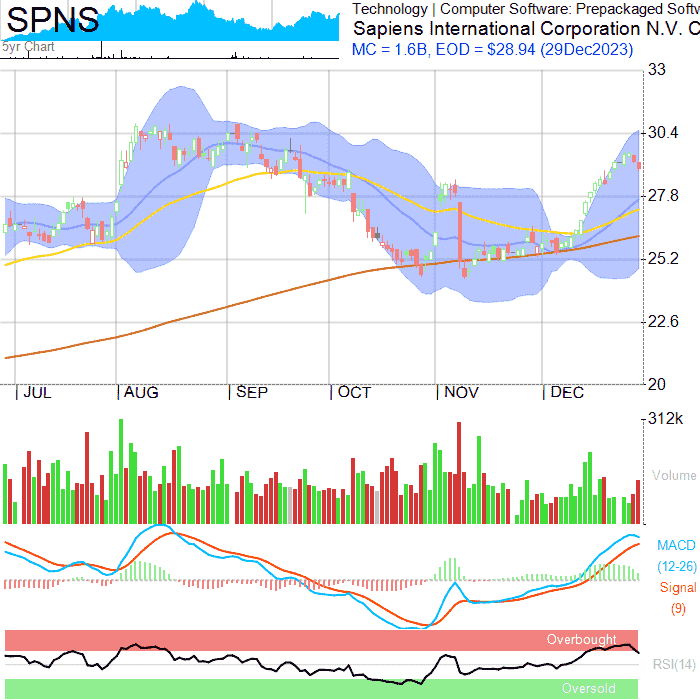 SPNS
5yr Chart
Technology | Computer Software: Prepackaged Softw
Sapiens International Corporation N.V. C
MC = 1.6B, EOD = $28.94 (29Dec2023)
33
30.4
27.8
25.2
22.6
20
JUL AUG SEP OCT NOV DEC
312k
Volume
MACD
(12-26)
Signal
(9)
Overbought
RSI(14)
Oversold